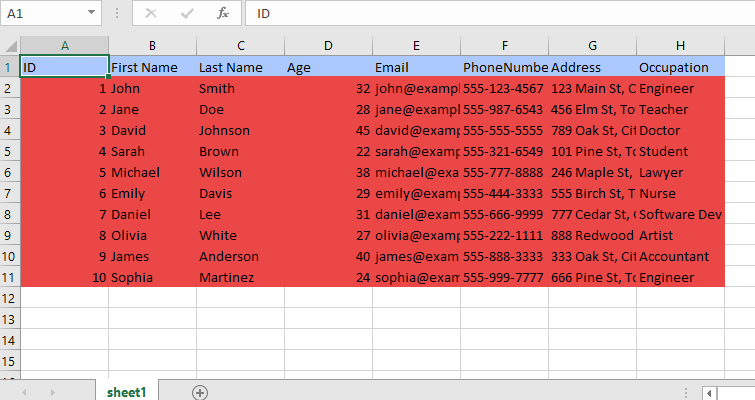 A1 fx ID
A B C D E F G H
1 ID First Name Last Name Age Email PhoneNumbe Address Occupation
2 1 John Smith 32 john@exampl 555-123-4567 123 Main St, C Engineer
3 2 Jane Doe 28 jane@exampl 555-987-6543 456 Elm St, To Teacher
4 3 David Johnson 45 david@examp 555-555-5555 789 Oak St, Cit Doctor
5 4 Sarah Brown 22 sarah@examp 555-321-6549 101 Pine St, To Student
6 5 Michael Wilson 38 michael@exa 555-777-8888 246 Maple St, Lawyer
7 6 Emily Davis 29 emily@examp 555-444-3333 555 Birch St, T Nurse
8 7 Daniel Lee 31 daniel@exam 555-666-9999 777 Cedar St, Software Dev
9 8 Olivia White 27 olivia@examp 555-222-1111 888 Redwood Artist
10 9 James Anderson 40 james@exam 555-888-3333 333 Oak St, Cit Accountant
11 10 Sophia Martinez 24 sophia@exam 555-999-7777 666 Pine St, To Engineer
12
13
14
15
sheet1